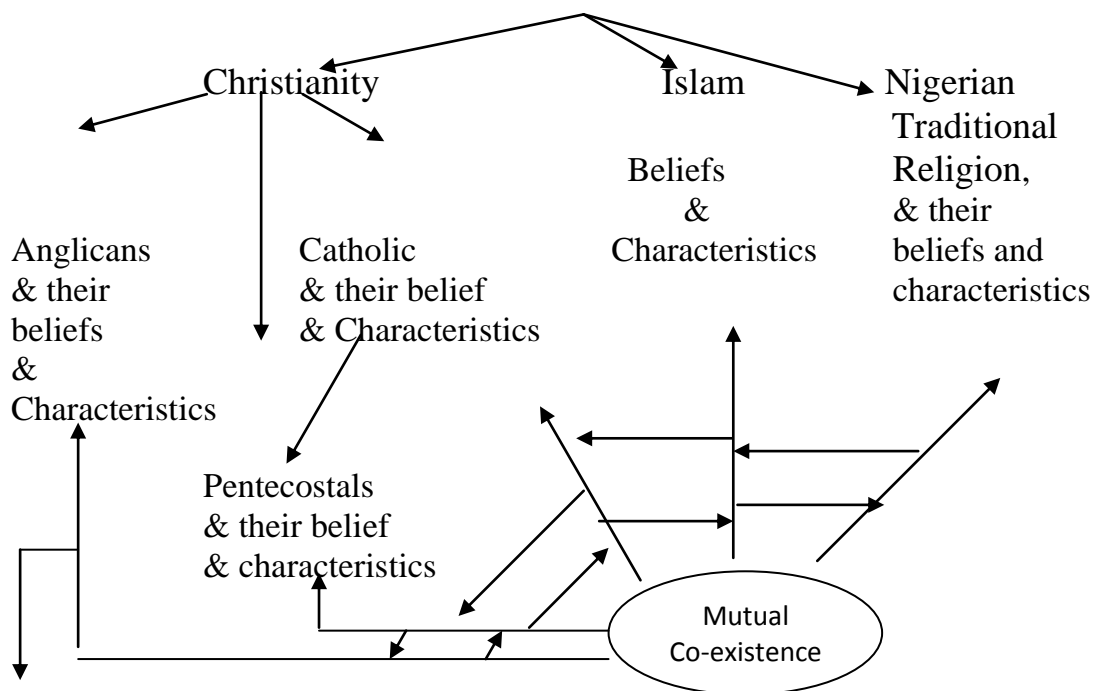 Christianity
Islam
Nigerian
Traditional
Religion,
& their
beliefs and
characteristics
Beliefs
&
Characteristics
Anglicans
& their
beliefs
&
Characteristics
Catholic
& their belief
& Characteristics
Pentecostals
& their belief
& characteristics
Mutual
Co-existence